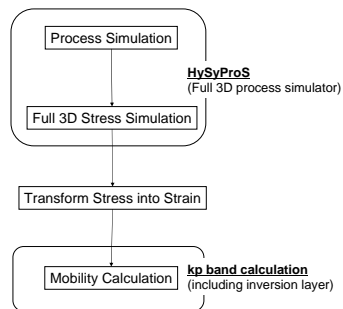 Process Simulation
HySyProS
(Full 3D process simulator)
Full 3D Stress Simulation
Transform Stress into Strain
kp band calculation
Mobility Calculation
(including inversion layer)